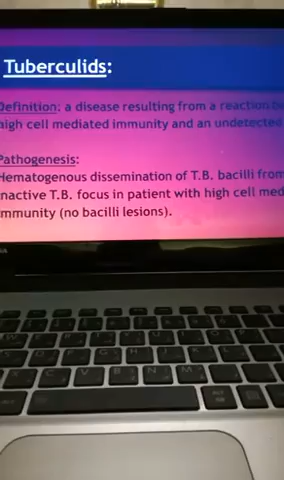 Tuberculids:
Definition: a disease resulting from a reaction
high cell mediated immunity and an undetected
Pathogenesis:
Hematogenous dissemination of T.B. bacilli from
inactive T.B. focus in patient with high cell
immunity (no bacilli lesions).